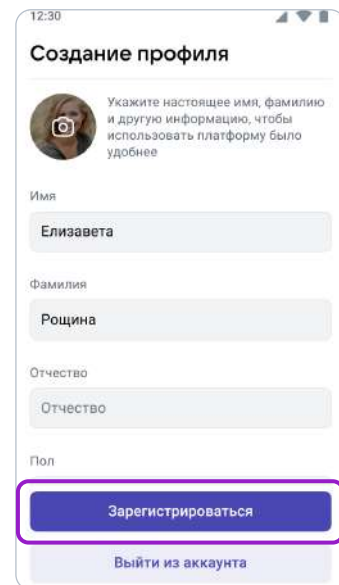 12:30
Создание профиля
Укажите настоящее имя, фамилию
и другую информацию, чтобы
использовать платформу было
удобнее
Имя
Елизавета
Фамилия
Рощина
Отчество
Отчество
Пол
Зарегистрироваться
Выйти из аккаунта